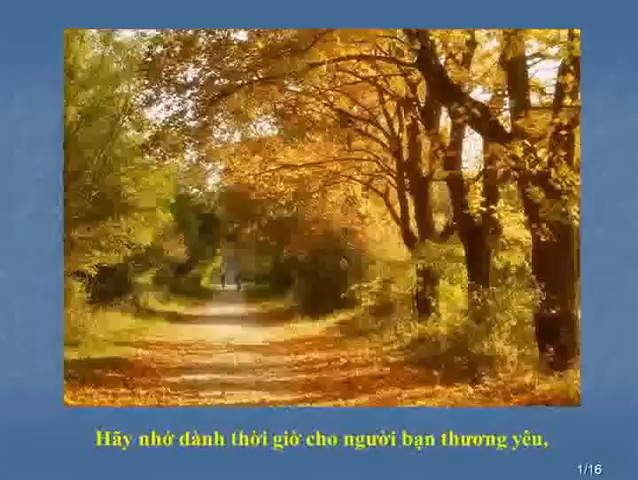 Hãy nhớ dành thời giờ cho người bạn thương yêu,
1/16